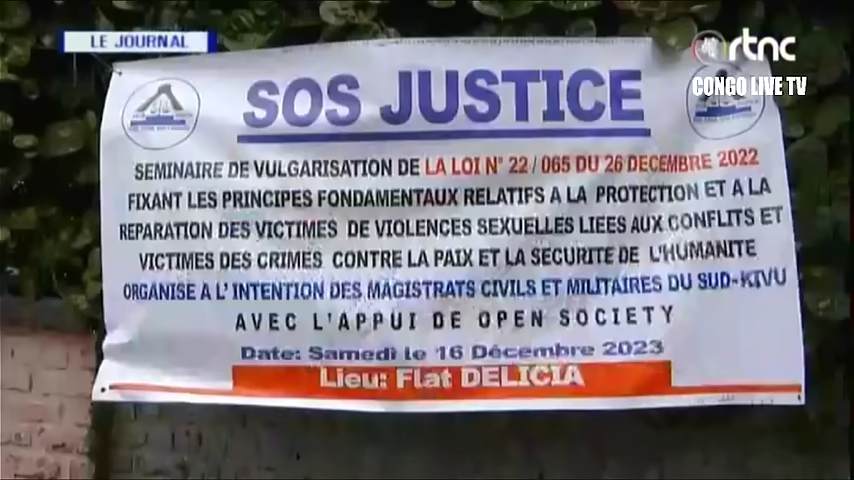 LE JOURNAL
rtnc
CONGO LIVE TV
SOS JUSTICE
SEMINAIRE DE VULGARISATION DE LA LOI N° 22/065 DU 26 DECEMBRE 2022
FIXANT LES PRINCIPES FONDAMENTAUX RELATIFS A LA PROTECTION ET A LA
REPARATION DES VICTIMES DE VIOLENCES SEXUELLES LIEES AUX CONFLITS ET
VICTIMES DES CRIMES CONTRE LA PAIX ET LA SECURITE DE L'HUMANITE
ORGANISE A L'INTENTION DES MAGISTRATS CIVILS ET MILITAIRES DU SUD-KIVU
AVEC L'APPUI DE OPEN SOCIETY
Date: Samedi le 16 Décembre 2023
Lieu: Flat DELICIA